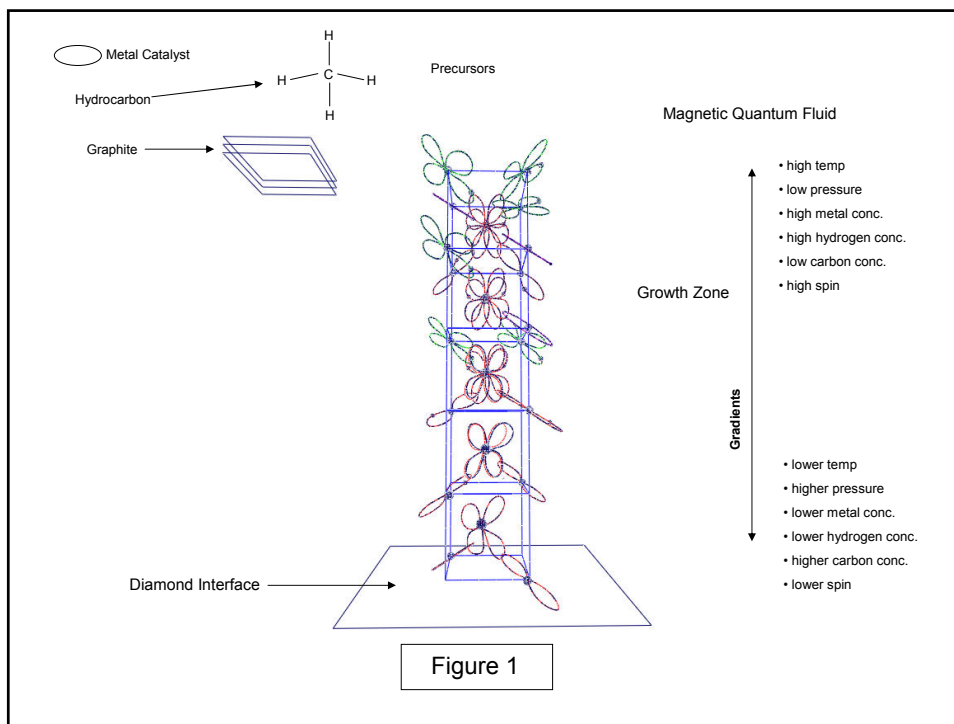 Metal Catalyst
Hydrocarbon
Graphite
H
H C H
H
Precursors
Magnetic Quantum Fluid
• high temp
• low pressure
• high metal conc.
• high hydrogen conc.
• low carbon conc.
• high spin
Growth Zone
Gradients
• lower temp
• higher pressure
• lower metal conc.
• lower hydrogen conc.
• higher carbon conc.
• lower spin
Diamond Interface
Figure 1